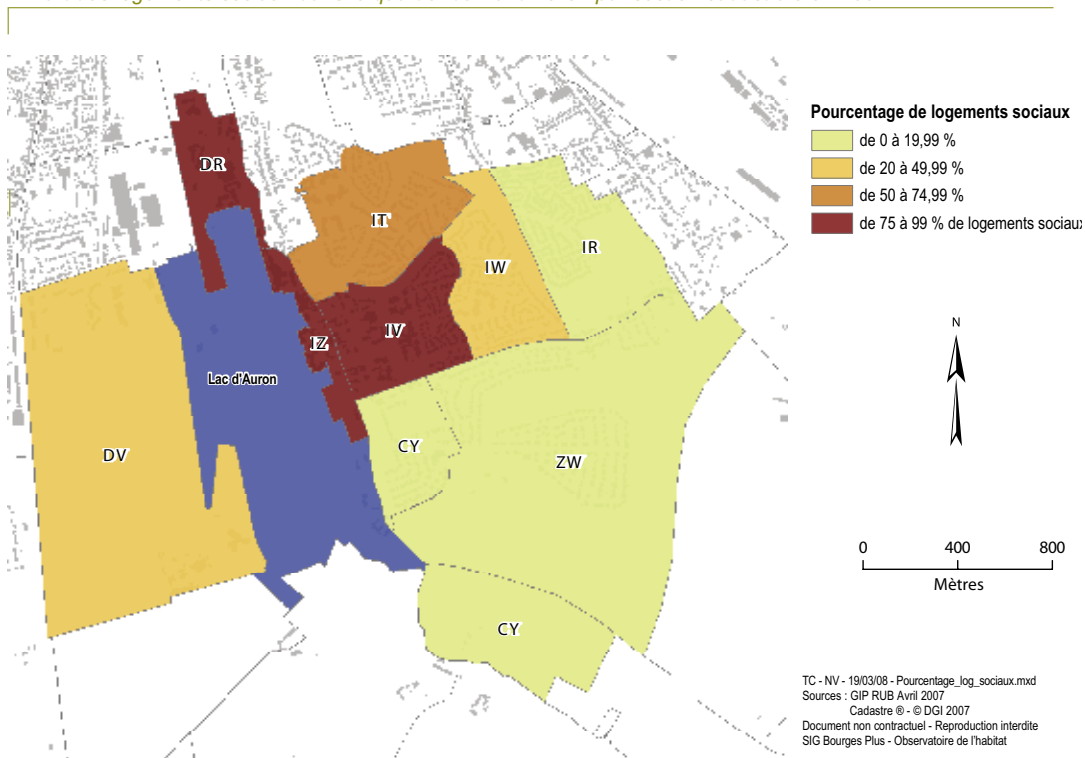 Pourcentage de logements sociaux
de 0 à 19,99 %
de 20 à 49,99 %
de 50 à 74,99 %
de 75 à 99 % de logements sociaux
DR
IT
IR
IW
IV
IZ
Lac d'Auron
CY
DV
ZW
CY
N
0 400 800
Mètres
TC - NV - 19/03/08 - Pourcentage_log_sociaux.mxd
Sources : GIP RUB Avril 2007
Cadastre ® - © DGI 2007
Document non contractuel - Reproduction interdite
SIG Bourges Plus - Observatoire de l'habitat